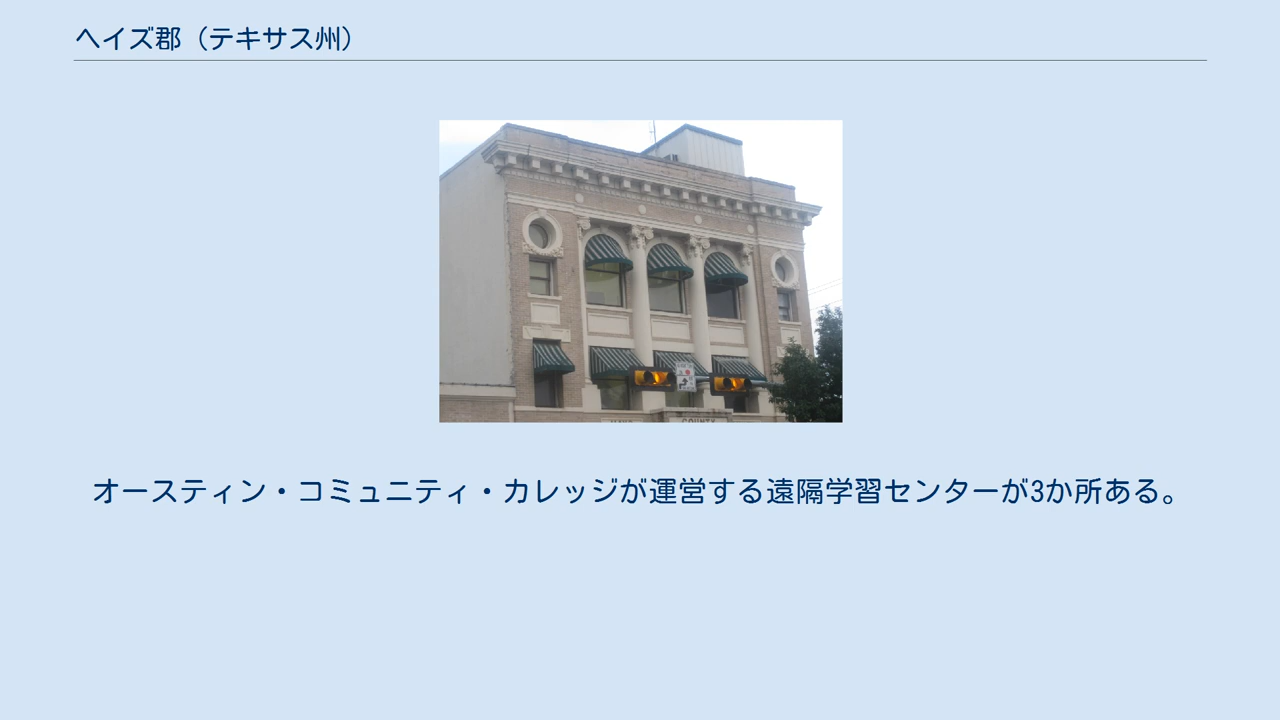 ヘイズ郡（テキサス州）
COUNTY
オースティン・コミュニティ・カレッジが運営する遠隔学習センターが3か所ある。